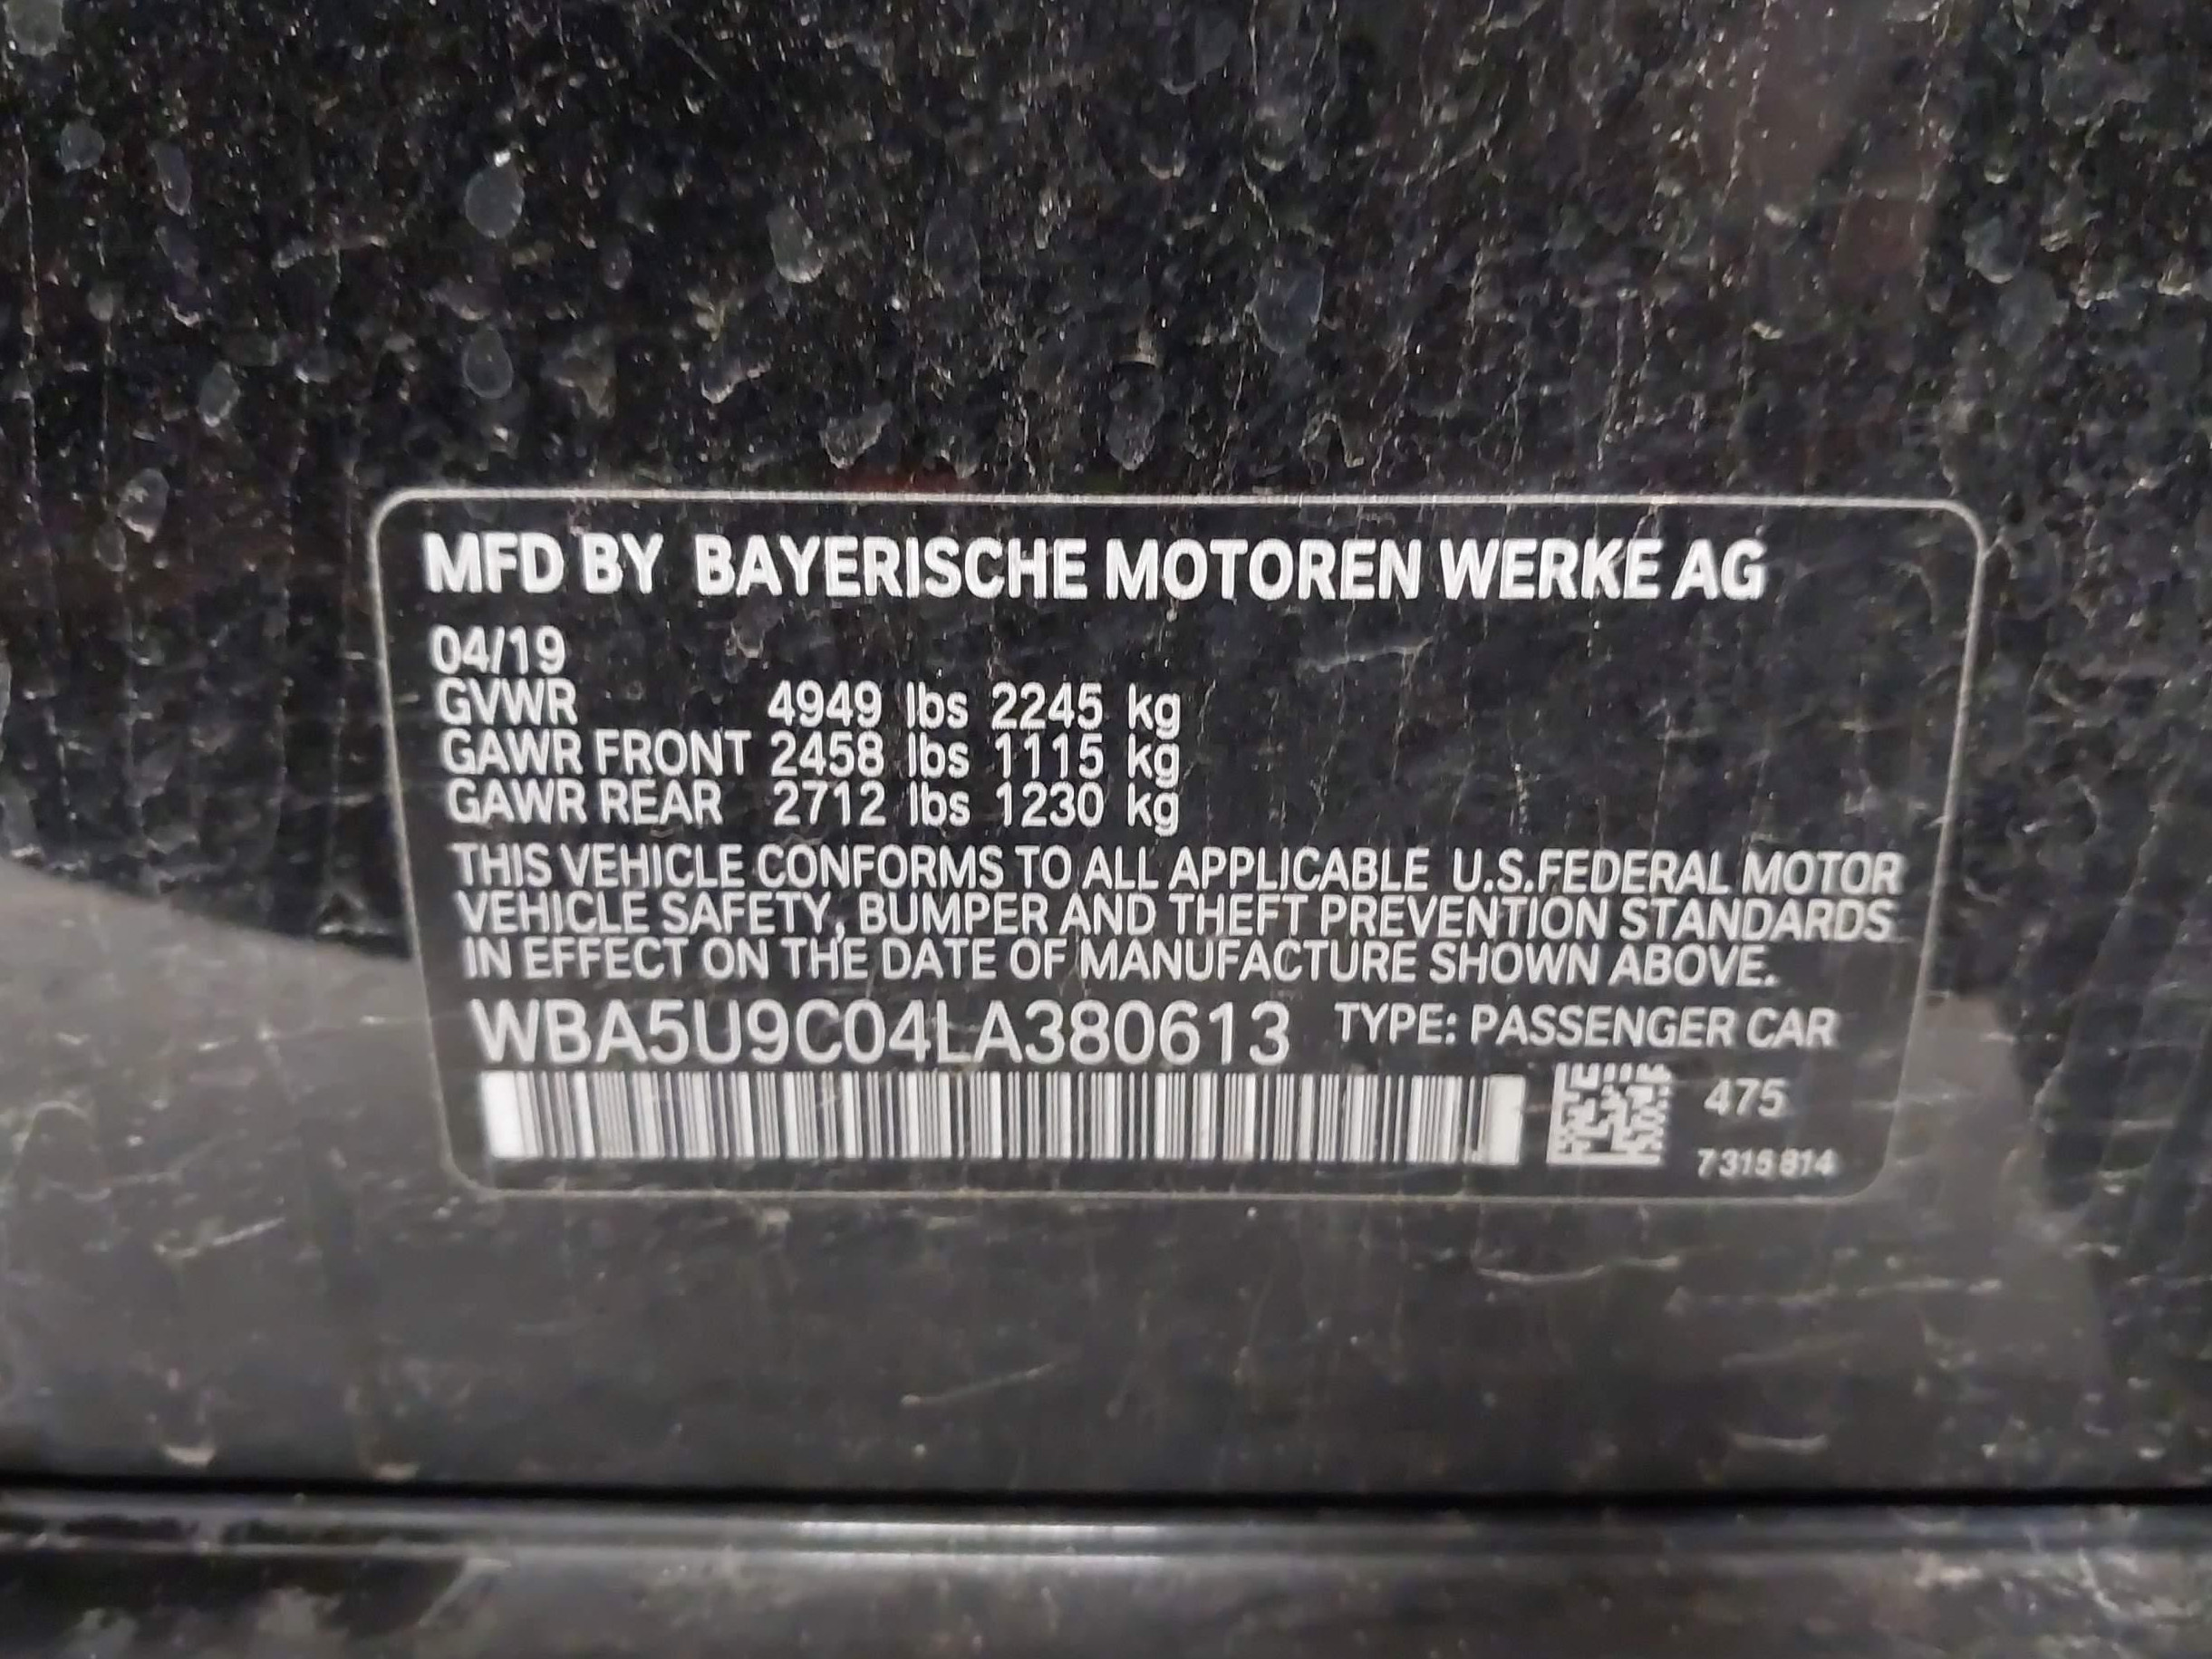 MFD BY BAYERISCHE MOTOREN WERKE AG
04/19
GVWR 4949 lbs 2245 kg
GAWR FRONT 2458 lbs 1115 kg
GAWR REAR 2712 lbs 1230 kg
THIS VEHICLE CONFORMS TO ALL APPLICABLE U.S.FEDERAL MOTOR
VEHICLE SAFETY, BUMPER AND THEFT PREVENTION STANDARDS
IN EFFECT ON THE DATE OF MANUFACTURE SHOWN ABOVE.
WBA5U9C04LA380613 TYPE: PASSENGER CAR
475
7 315 814